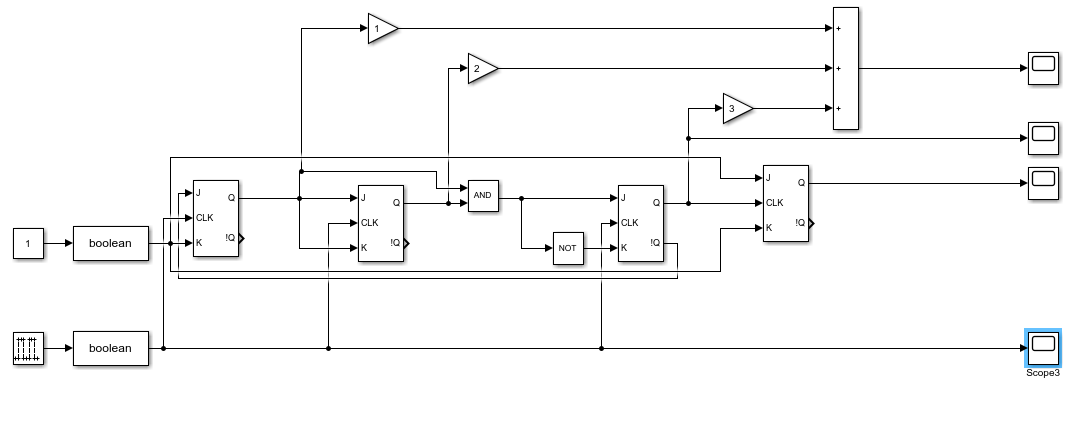 1
+
2
+
3
+
J
Q
CLK
K
!Q
J
Q
CLK
K
!Q
AND
NOT
J
Q
CLK
K
!Q
J
Q
CLK
K
!Q
1
boolean
boolean
Scope3